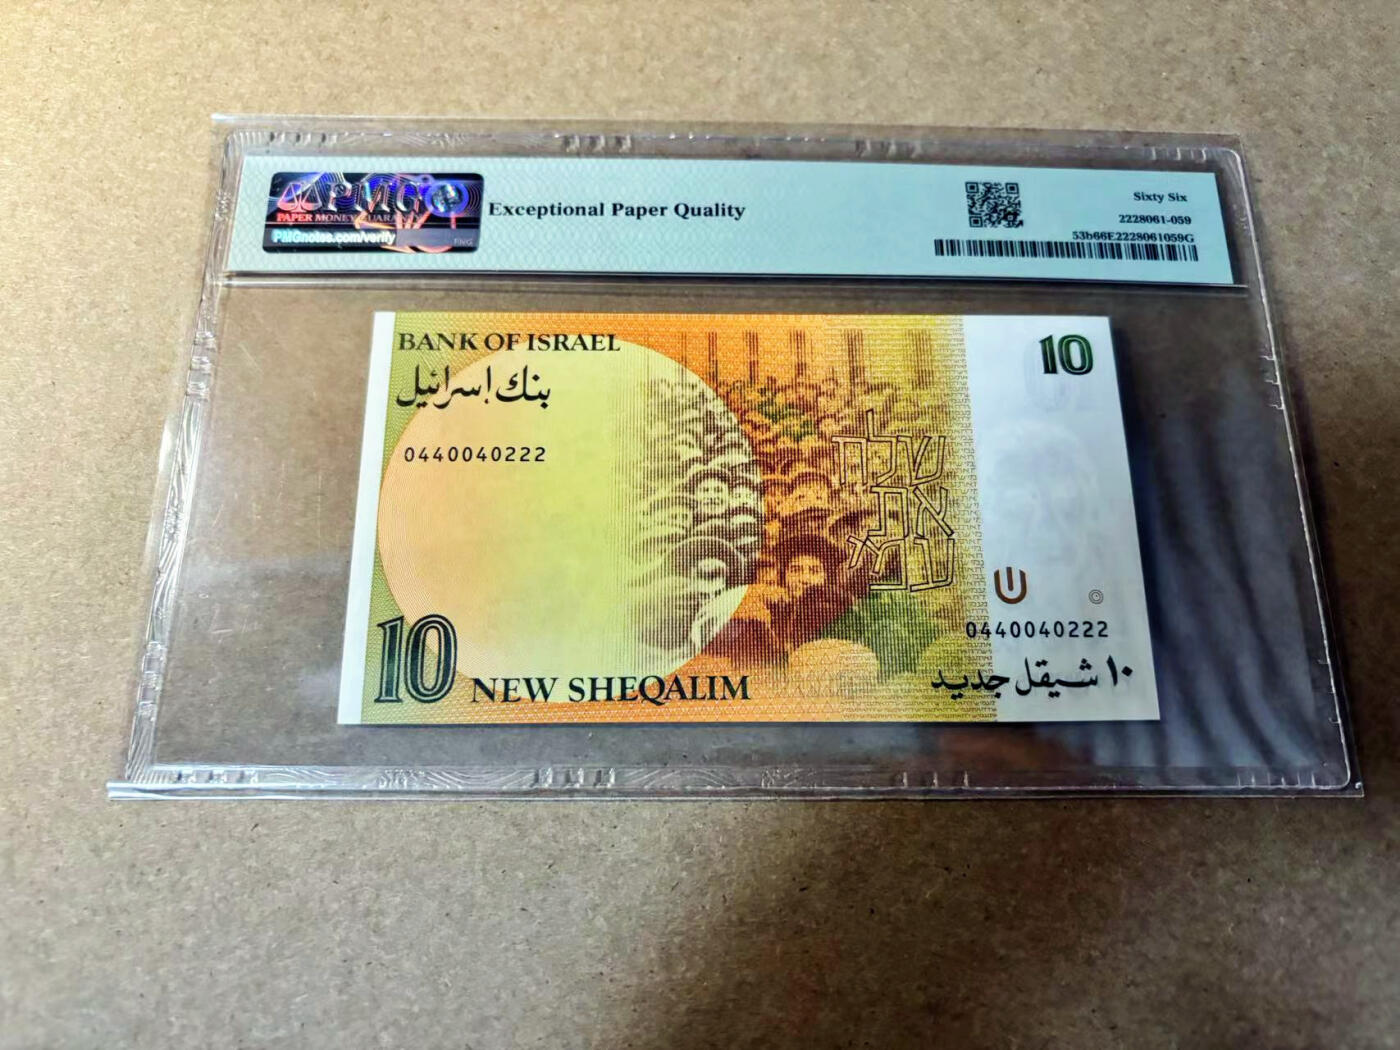 PMG
PAPER MONEY GUARANTY
PMGnotes.com/verify
Exceptional Paper Quality
Sixty Six
2228061-059
53b66E2228061059G
BANK OF ISRAEL
بنك إسرائيل
0440040222
10
שלח
את
עמי
©
0440040222
10
NEW SHEQALIM
١٠ شيقل جديد